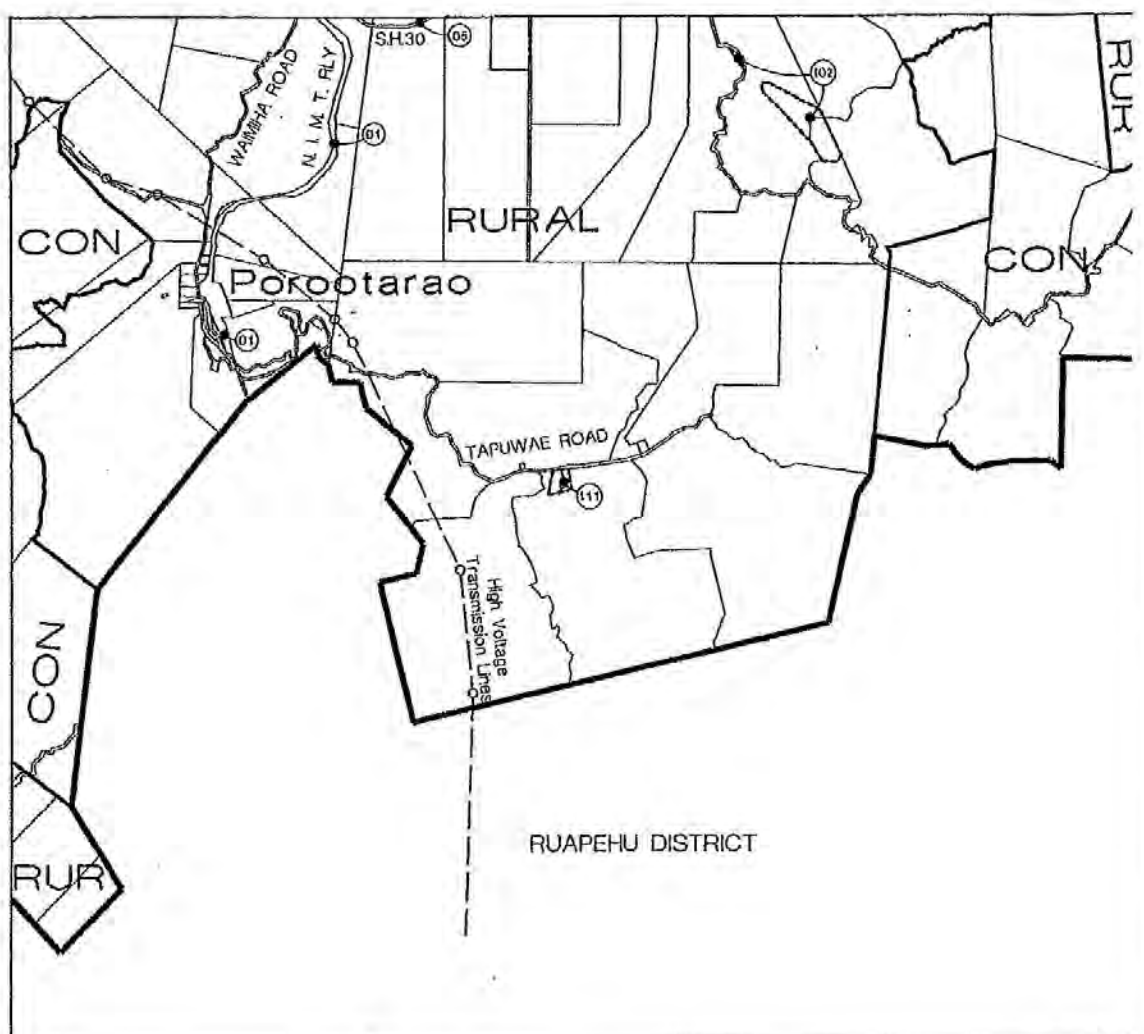 S.H.30
05
WAIMIHA ROAD
N. I. M. T. RLY
01
102
RUR
CON
RURAL
CON
Porootarao
01
TAPUWAE ROAD
111
High Voltage
Transmission Lines
CON
RUAPEHU DISTRICT
RUR